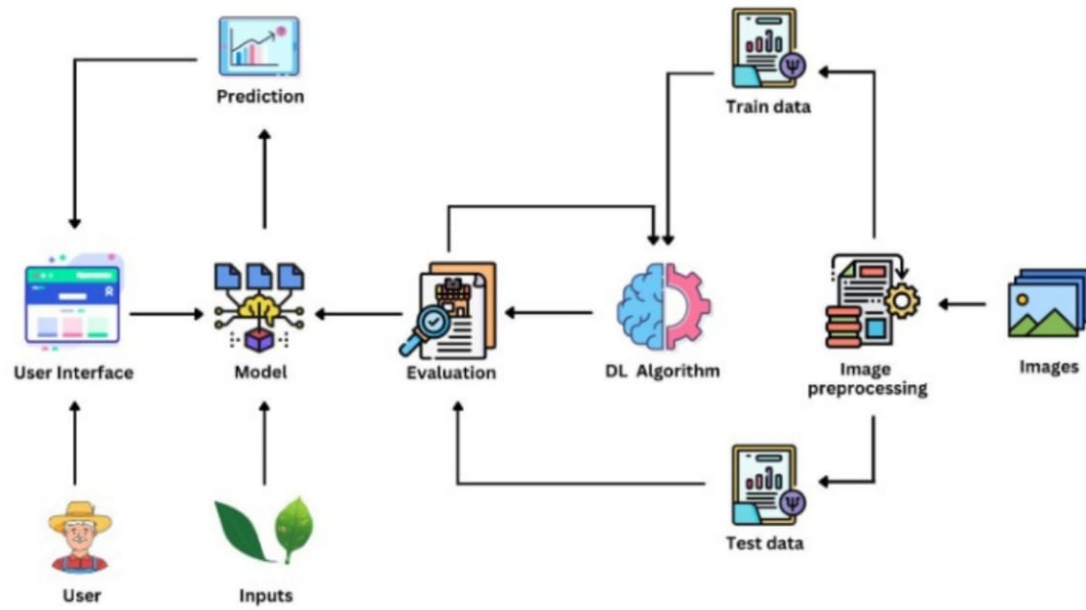 Prediction
Train data
User Interface
Model
Evaluation
DL Algorithm
Image
preprocessing
Images
Test data
User
Inputs